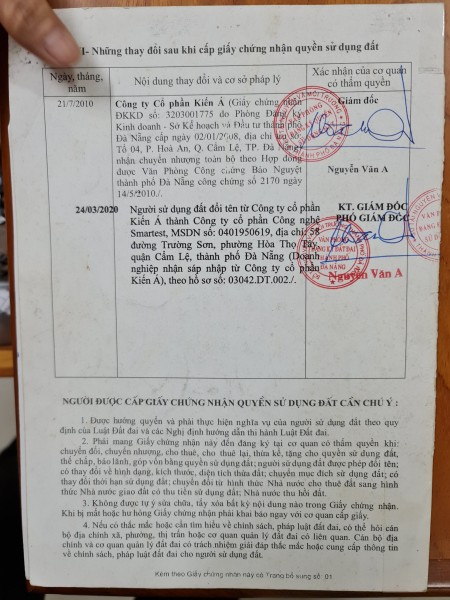 I- Những thay đổi sau khi cấp giấy chứng nhận quyền sử dụng đất
Ngày, tháng, năm
Nội dung thay đổi và cơ sở pháp lý
Xác nhận của cơ quan có thẩm quyền
21/7/2010
Công ty Cổ phần Kiến Á (Giấy chứng nhận
ĐKKD số: 3203001775 do Phòng Đăng
Kinh doanh - Sở Kế hoạch và Đầu tư thành phố
Đà Nẵng cấp ngày 02/01/2008, địa chỉ trụ sở:
Tổ 04, P. Hoà An, Q. Cẩm Lệ, TP. Đà Nẵng
nhận chuyển nhượng toàn bộ theo Hợp đồng
được Văn Phòng Công chứng Bảo Nguyệt
thành phố Đà Nẵng công chứng số 2170 ngày
14/5/2010./.
Giám đốc
Nguyễn Văn A
24/03/2020
Người sử dụng đất đổi tên từ Công ty cổ phần
Kiến Á thành Công ty cổ phần Công nghệ
Smartest, MSDN số: 0401950619, địa chỉ: 58
đường Trường Sơn, phường Hòa Thọ Tây,
quận Cẩm Lệ, thành phố Đà Nẵng (Doanh
nghiệp nhận sáp nhập từ Công ty cổ phần
Kiến Á), theo hồ sơ số: 03042.DT.002./.
KT. GIÁM ĐỐC
PHÓ GIÁM ĐỐC
VĂN PHÒNG
ĐĂNG KÝ ĐẤT ĐAI
THÀNH PHỐ
ĐÀ NẴNG
Nguyễn Văn A
NGƯỜI ĐƯỢC CẤP GIẤY CHỨNG NHẬN QUYỀN SỬ DỤNG ĐẤT CẦN CHÚ Ý :
1. Được hưởng quyền và phải thực hiện nghĩa vụ của người sử dụng đất theo quy
định của Luật Đất đai và các Nghị định hướng dẫn thi hành Luật Đất đai.
2. Phải mang Giấy chứng nhận này đến đăng ký tại cơ quan có thẩm quyền khi:
chuyển đổi, chuyển nhượng, cho thuê, cho thuê lại, thừa kế, tặng cho quyền sử dụng đất,
thế chấp, bảo lãnh, góp vốn bằng quyền sử dụng đất; người sử dụng đất được phép đổi tên;
có thay đổi về hình dạng, kích thước, diện tích thửa đất; chuyển mục đích sử dụng đất; có
thay đổi thời hạn sử dụng đất; chuyển đổi từ hình thức Nhà nước cho thuê đất sang hình
thức Nhà nước giao đất có thu tiền sử dụng đất; Nhà nước thu hồi đất.
3. Không được tự ý sửa chữa, tẩy xóa bất kỳ nội dung nào trong Giấy chứng nhận.
Khi bị mất hoặc hư hỏng Giấy chứng nhận phải khai báo ngay với cơ quan cấp giấy.
4. Nếu có thắc mắc hoặc cần tìm hiểu về chính sách, pháp luật đất đai, có thể hỏi cán
bộ địa chính xã, phường, thị trấn hoặc cơ quan quản lý đất đai có liên quan. Cán bộ địa
chính và cơ quan quản lý đất đai có trách nhiệm giải đáp thắc mắc hoặc cung cấp thông tin
về chính sách, pháp luật đất đai cho người sử dụng đất.
Kèm theo Giấy chứng nhận này có Trang bổ sung số 01